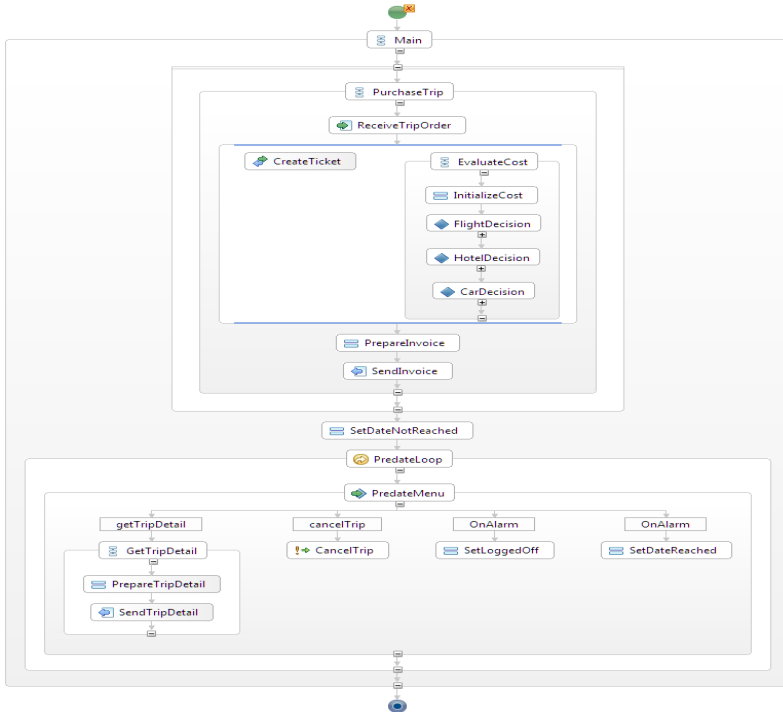 Main
PurchaseTrip
ReceiveTripOrder
CreateTicket
EvaluateCost
InitializeCost
FlightDecision
HotelDecision
CarDecision
PrepareInvoice
SendInvoice
SetDateNotReached
PredateLoop
PredateMenu
getTripDetail
cancelTrip
OnAlarm
OnAlarm
GetTripDetail
CancelTrip
SetLoggedOff
SetDateReached
PrepareTripDetail
SendTripDetail